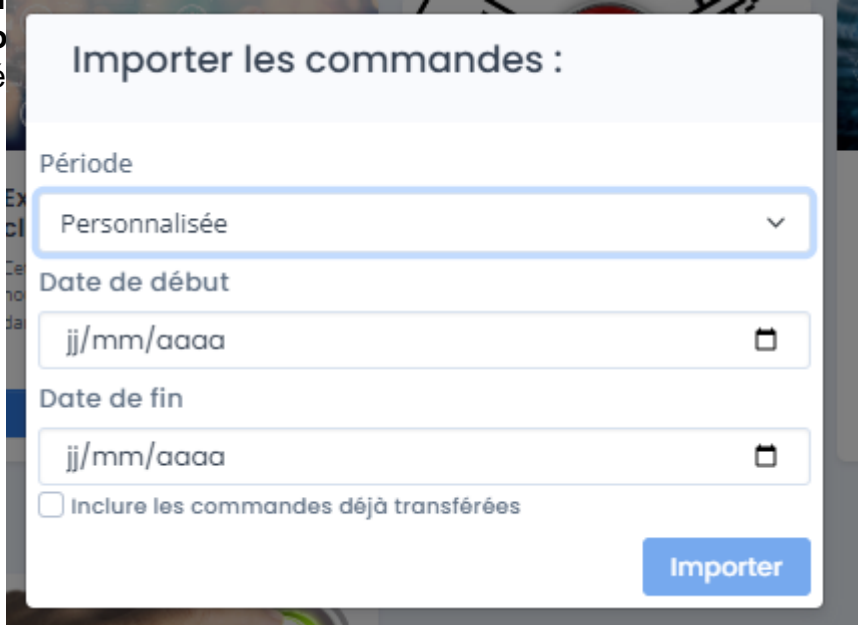 Importer les commandes :
Période
Personnalisée
Date de début
jj/mm/aaaa
Date de fin
jj/mm/aaaa
Inclure les commandes déjà transférées
Importer